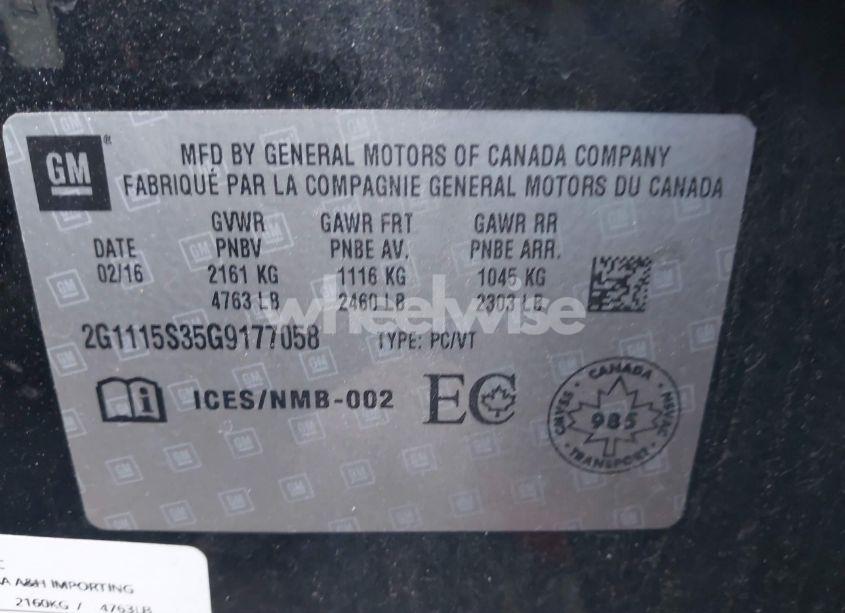 GM®
MFD BY GENERAL MOTORS OF CANADA COMPANY
FABRIQUÉ PAR LA COMPAGNIE GENERAL MOTORS DU CANADA
GVWR GAWR FRT GAWR RR
DATE PNBV PNBE AV. PNBE ARR.
02/16 2161 KG 1116 KG 1045 KG
4763 LB 2460 LB 2303 LB
wheelwise
2G1115S35G9177058 TYPE: PC/VT
i ICES/NMB-002 EC
CANADA
985
TRANSPORT
A&H IMPORTING
2160KG / 4763LB